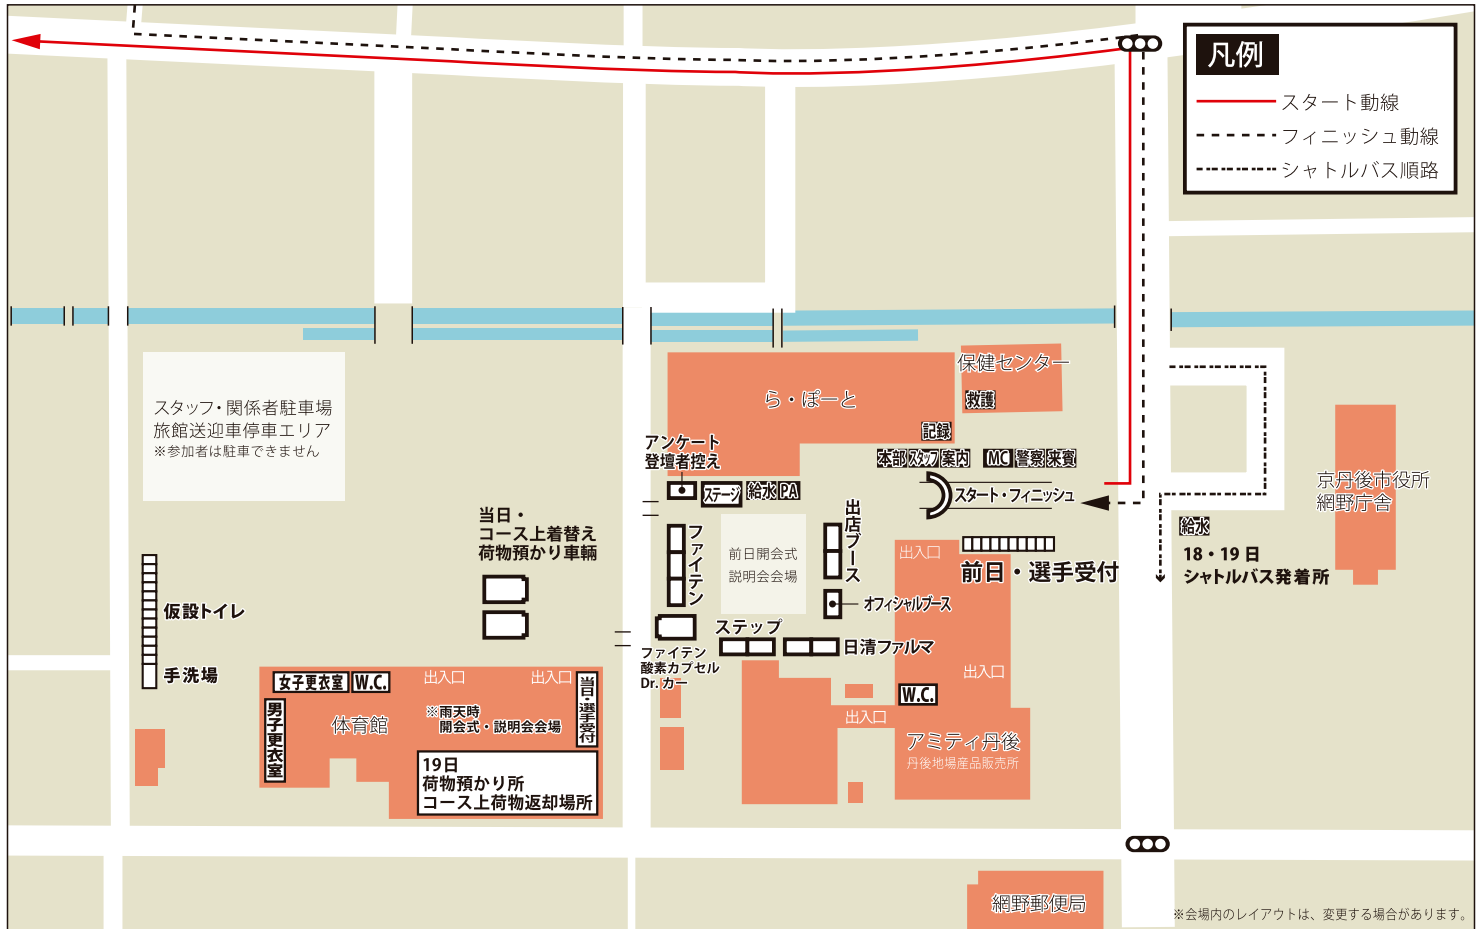 凡例
スタート動線
フィニッシュ動線
シャトルバス順路
スタッフ・関係者駐車場
旅館送迎車停車エリア
※参加者は駐車できません
ら・ぽーと
保健センター
救護
記録
アンケート
登壇者控え
ステージ
給水
PA
本部
スタッフ
案内
MC
警察
来賓
スタート・フィニッシュ
京丹後市役所
網野庁舎
給水
18・19日
シャトルバス発着所
当日・
コース上着替え
荷物預かり車輌
ファイテン
前日開会式
説明会会場
出店ブース
出入口
前日・選手受付
オフィシャルブース
仮設トイレ
手洗場
ステップ
日清ファルマ
ファイテン
酸素カプセル
Dr.カー
女子更衣室
W.C.
出入口
出入口
当日・選手受付
男子更衣室
体育館
※雨天時
開会式・説明会会場
19日
荷物預かり所
コース上荷物返却場所
出入口
W.C.
出入口
アミティ丹後
丹後地場産品販売所
網野郵便局
※会場内のレイアウトは、変更する場合があります。